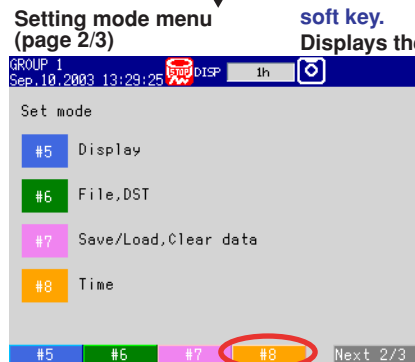 Setting mode menu
(page 2/3)
soft key.
Displays the
GROUP 1
Sep.10.2003 13:29:25
STOP
DISP
1h
Set mode
#5 Display
#6 File,DST
#7 Save/Load,Clear data
#8 Time
#5 #6 #7 #8 Next 2/3